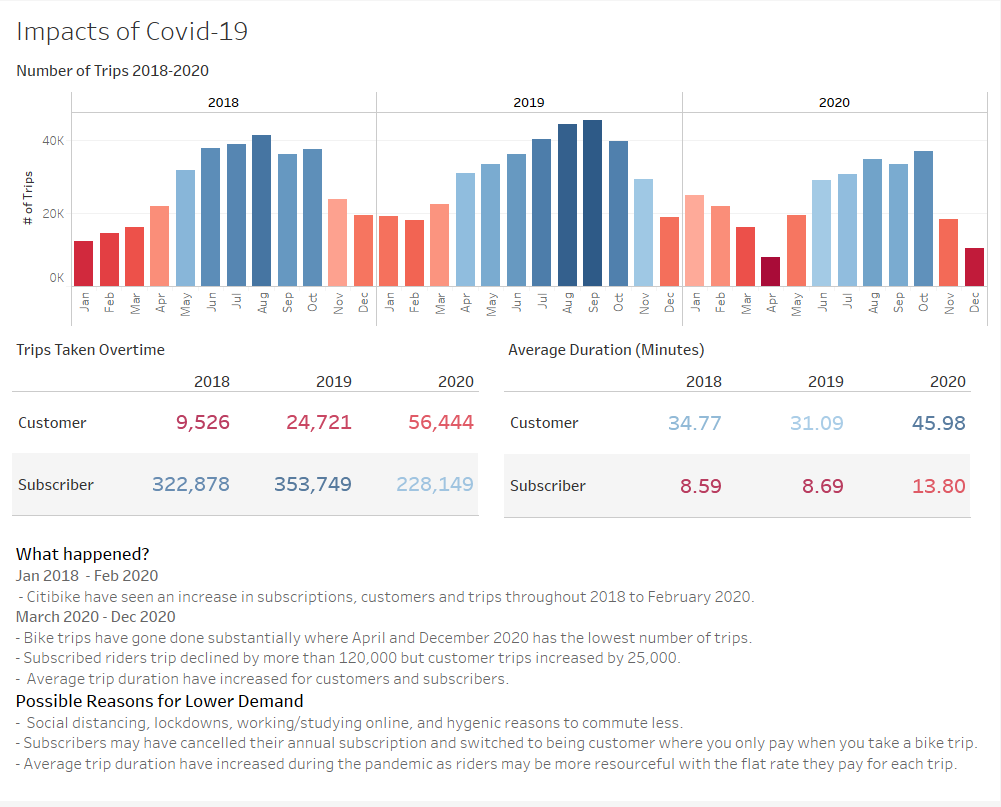 Impacts of Covid-19
Number of Trips 2018-2020
2018 2019 2020
40K
20K
0K
# of Trips
Jan Feb Mar Apr May Jun Jul Aug Sep Oct Nov Dec Jan Feb Mar Apr May Jun Jul Aug Sep Oct Nov Dec Jan Feb Mar Apr May Jun Jul Aug Sep Oct Nov Dec
Trips Taken Overtime
2018 2019 2020
Customer 9,526 24,721 56,444
Subscriber 322,878 353,749 228,149
Average Duration (Minutes)
2018 2019 2020
Customer 34.77 31.09 45.98
Subscriber 8.59 8.69 13.80
What happened?
Jan 2018 - Feb 2020
- Citibike have seen an increase in subscriptions, customers and trips throughout 2018 to February 2020.
March 2020 - Dec 2020
- Bike trips have gone done substantially where April and December 2020 has the lowest number of trips.
- Subscribed riders trip declined by more than 120,000 but customer trips increased by 25,000.
- Average trip duration have increased for customers and subscribers.
Possible Reasons for Lower Demand
- Social distancing, lockdowns, working/studying online, and hygenic reasons to commute less.
- Subscribers may have cancelled their annual subscription and switched to being customer where you only pay when you take a bike trip.
- Average trip duration have increased during the pandemic as riders may be more resourceful with the flat rate they pay for each trip.